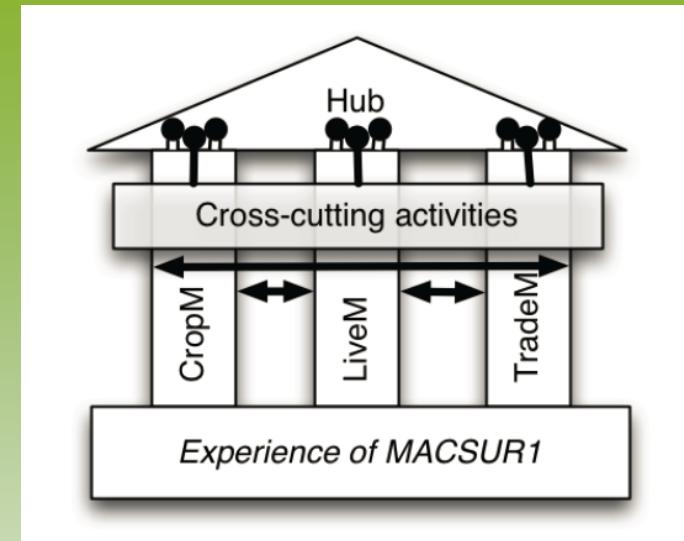 Hub
Cross-cutting activities
CropM
LiveM
TradeM
Experience of MACSUR1